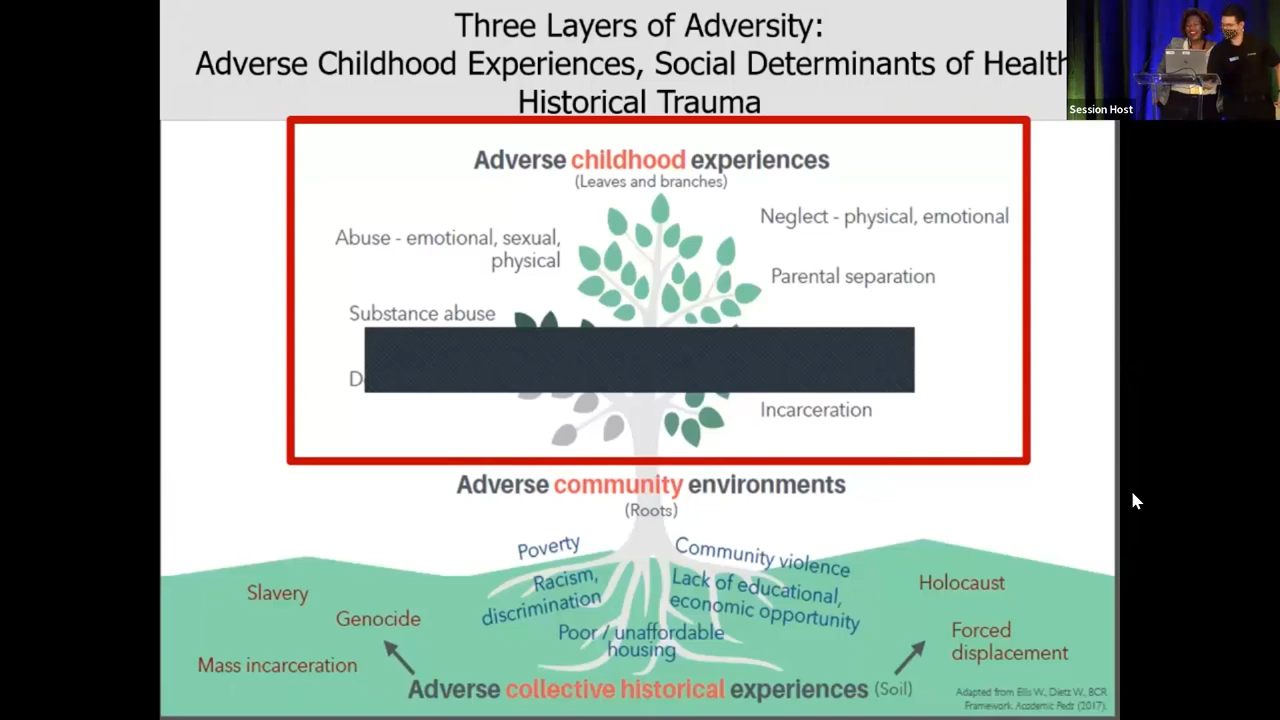 Three Layers of Adversity:
Adverse Childhood Experiences, Social Determinants of Health
Historical Trauma
Session Host
Adverse childhood experiences
(Leaves and branches)
Neglect - physical, emotional
Abuse - emotional, sexual,
physical
Parental separation
Substance abuse
Incarceration
Adverse community environments
(Roots)
Poverty
Community violence
Racism,
discrimination
Lack of educational,
economic opportunity
Poor / unaffordable
housing
Slavery
Genocide
Mass incarceration
Holocaust
Forced
displacement
Adverse collective historical experiences (Soil)
Adapted from Ellis W., Dietz W., BCR
Framework. Academic Peds (2017).